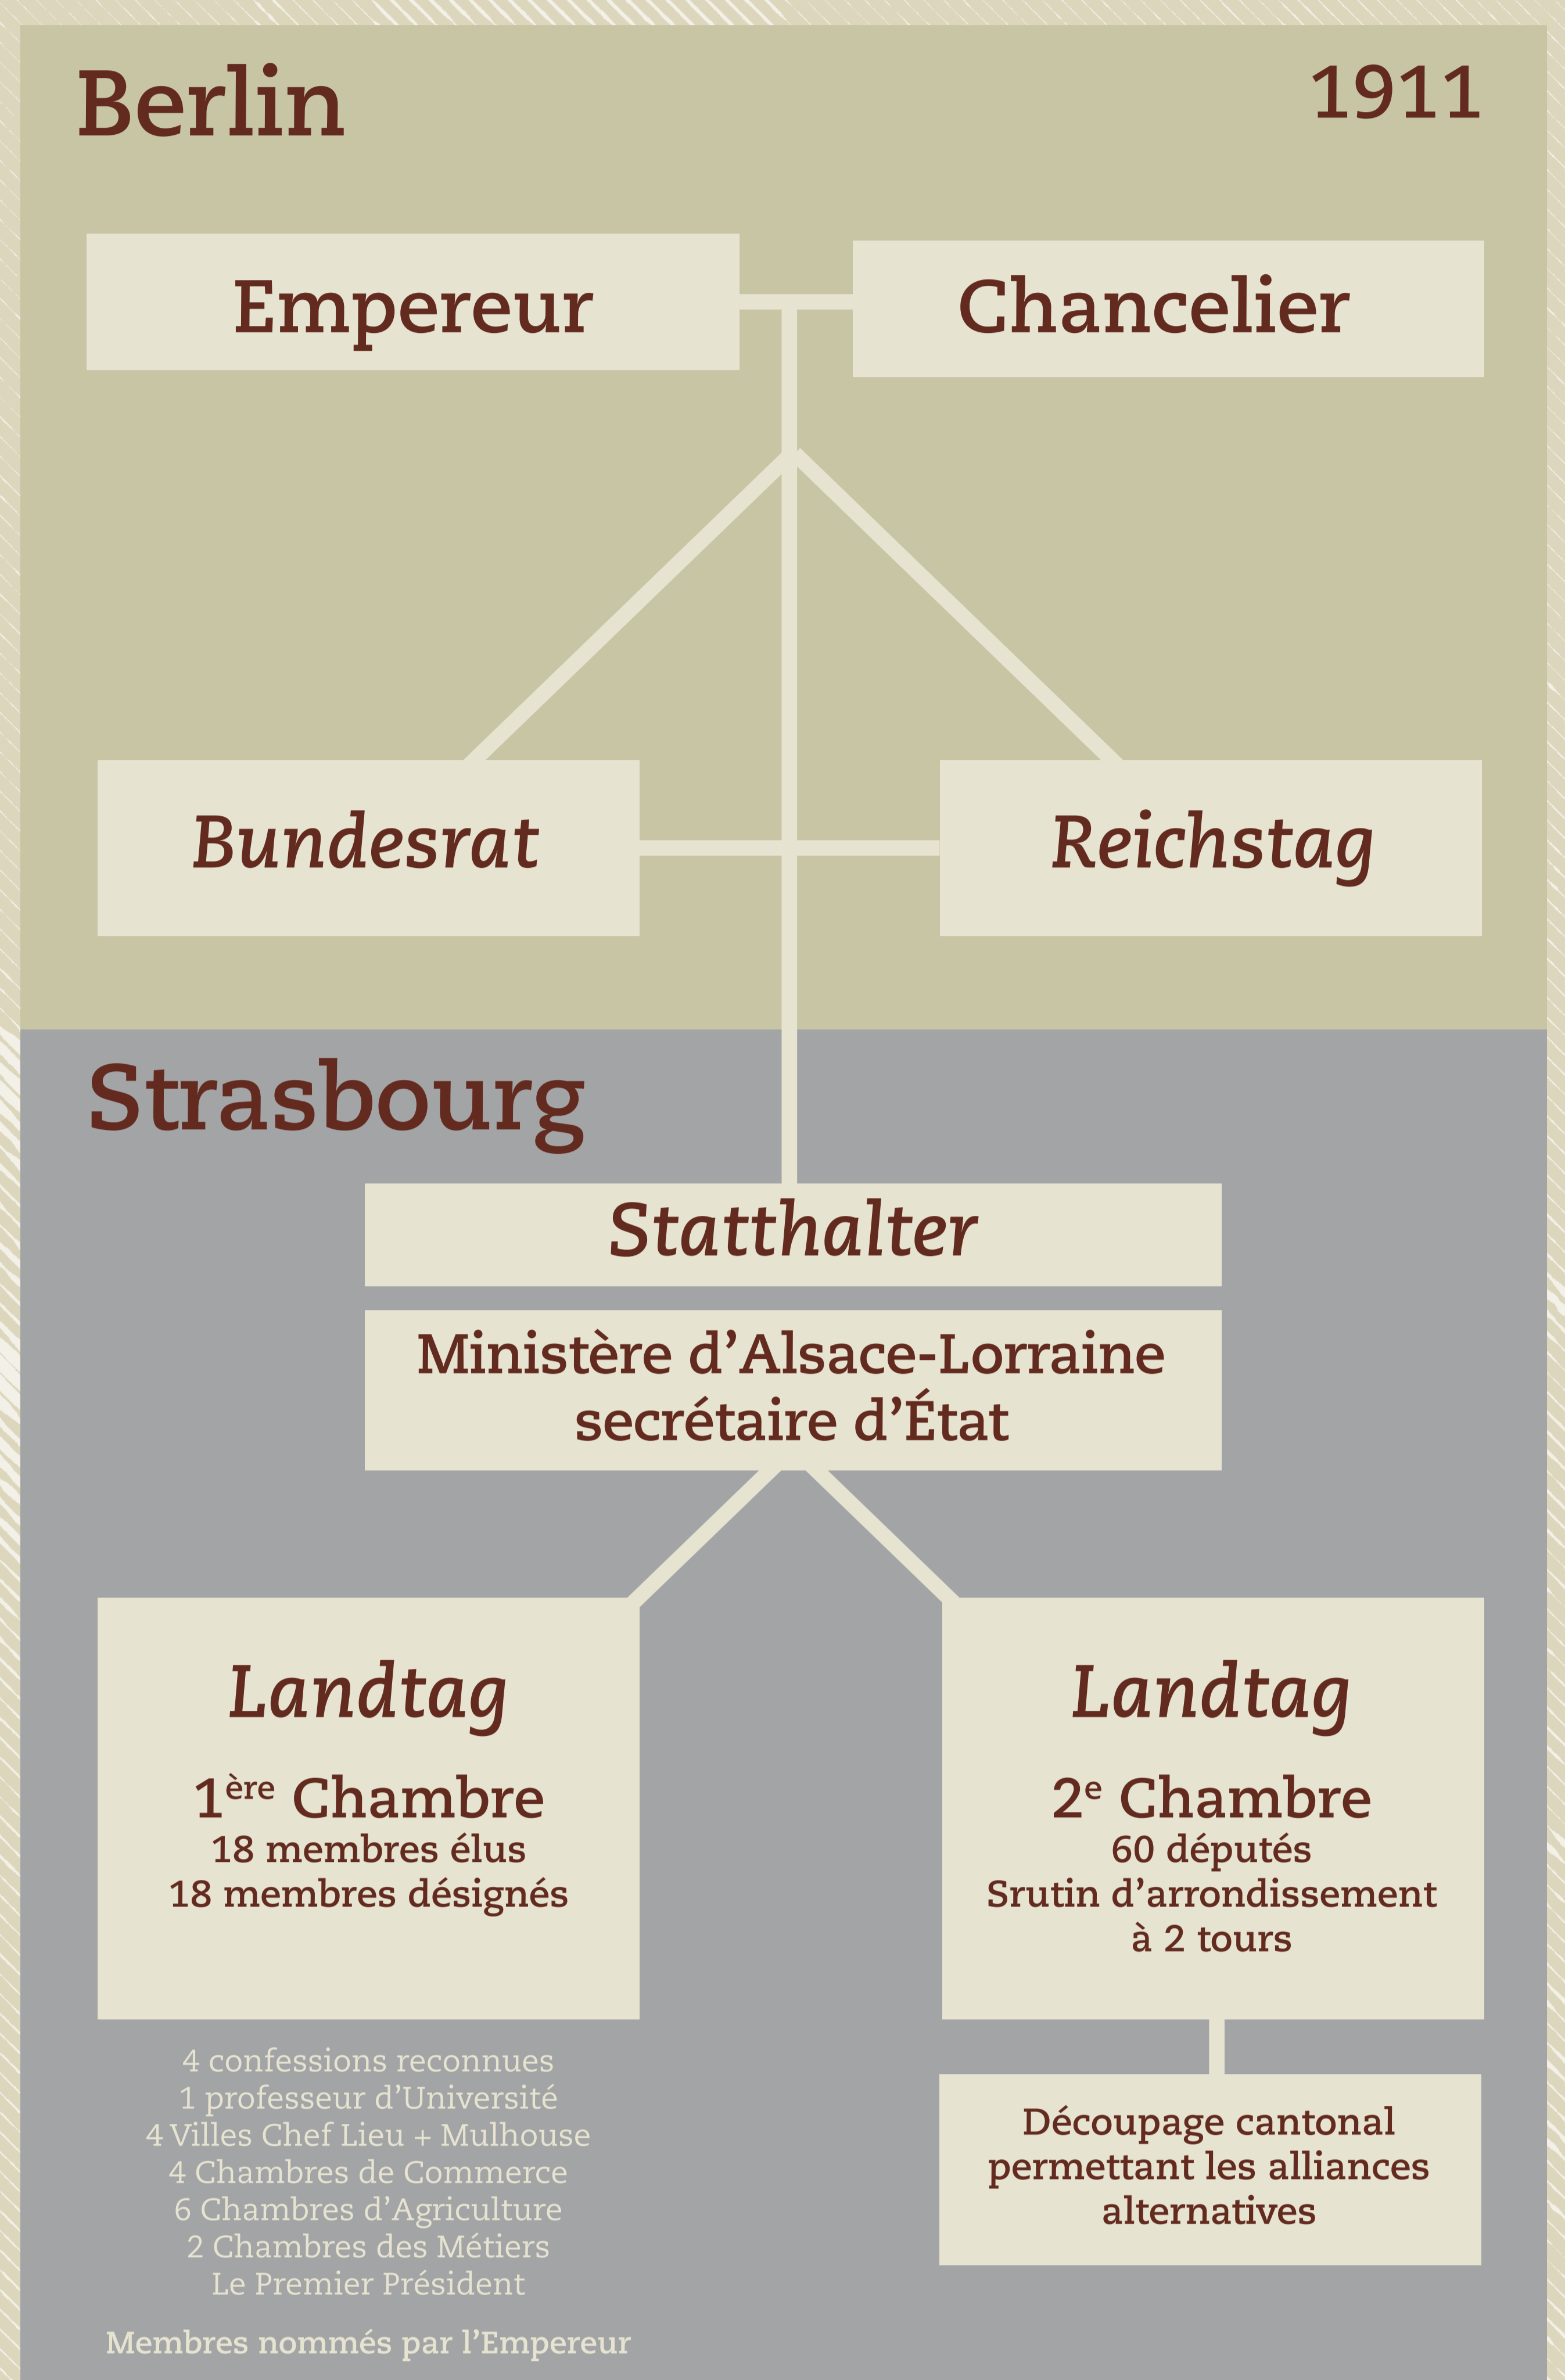 Berlin
1911
Empereur
Chancelier
Bundesrat
Reichstag
Strasbourg
Statthalter
Ministère d’Alsace-Lorraine
secrétaire d’État
Landtag
1ère Chambre
18 membres élus
18 membres désignés
Landtag
2e Chambre
60 députés
Srutin d’arrondissement
à 2 tours
4 confessions reconnues
1 professeur d’Université
4 Villes Chef Lieu + Mulhouse
4 Chambres de Commerce
6 Chambres d’Agriculture
2 Chambres des Métiers
Le Premier Président
Membres nommés par l’Empereur
Découpage cantonal
permettant les alliances
alternatives